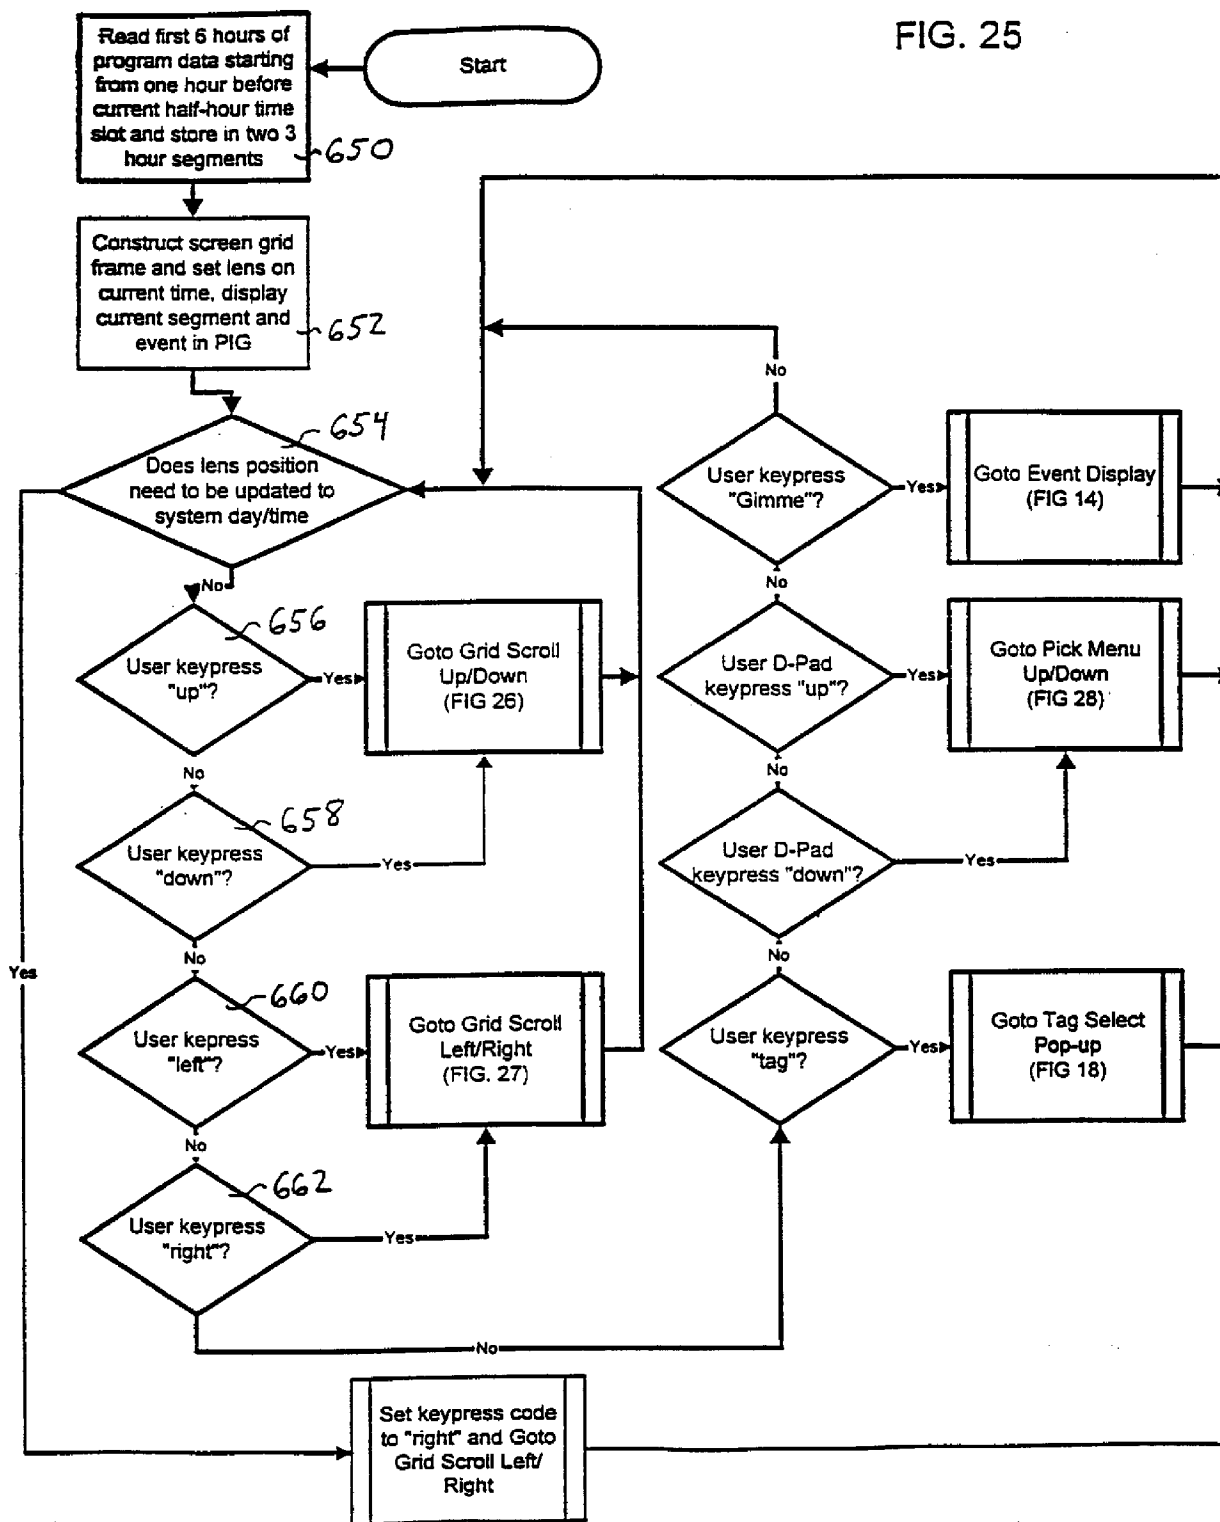 FIG. 25
Start
Read first 6 hours of
program data starting
from one hour before
current half-hour time
slot and store in two 3
hour segments
650
Construct screen grid
frame and set lens on
current time, display
current segment and
event in PIG
652
654
Does lens position
need to be updated to
system day/time
No
Yes
656
User keypress
"up"?
Yes
Goto Grid Scroll
Up/Down
(FIG 26)
No
658
User keypress
"down"?
Yes
No
660
User kepress
"left"?
Yes
Goto Grid Scroll
Left/Right
(FIG. 27)
No
662
User keypress
"right"?
Yes
No
No
User keypress
"Gimme"?
Yes
Goto Event Display
(FIG 14)
No
User D-Pad
keypress "up"?
Yes
Goto Pick Menu
Up/Down
(FIG 28)
No
User D-Pad
keypress "down"?
Yes
No
User keypress
"tag"?
Yes
Goto Tag Select
Pop-up
(FIG 18)
Set keypress code
to "right" and Goto
Grid Scroll Left/
Right